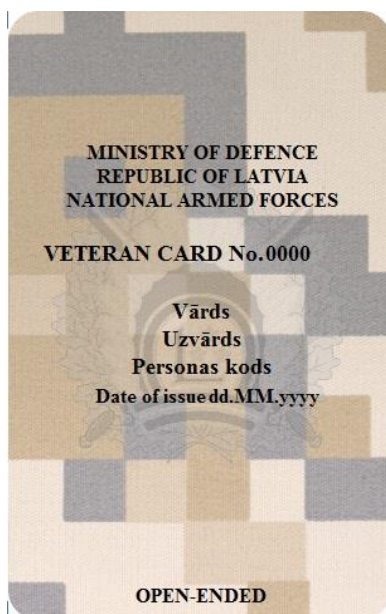 MINISTRY OF DEFENCE
REPUBLIC OF LATVIA
NATIONAL ARMED FORCES
VETERAN CARD No.0000
Vārds
Uzvārds
Personas kods
Date of issue dd.MM.yyyy
OPEN-ENDED